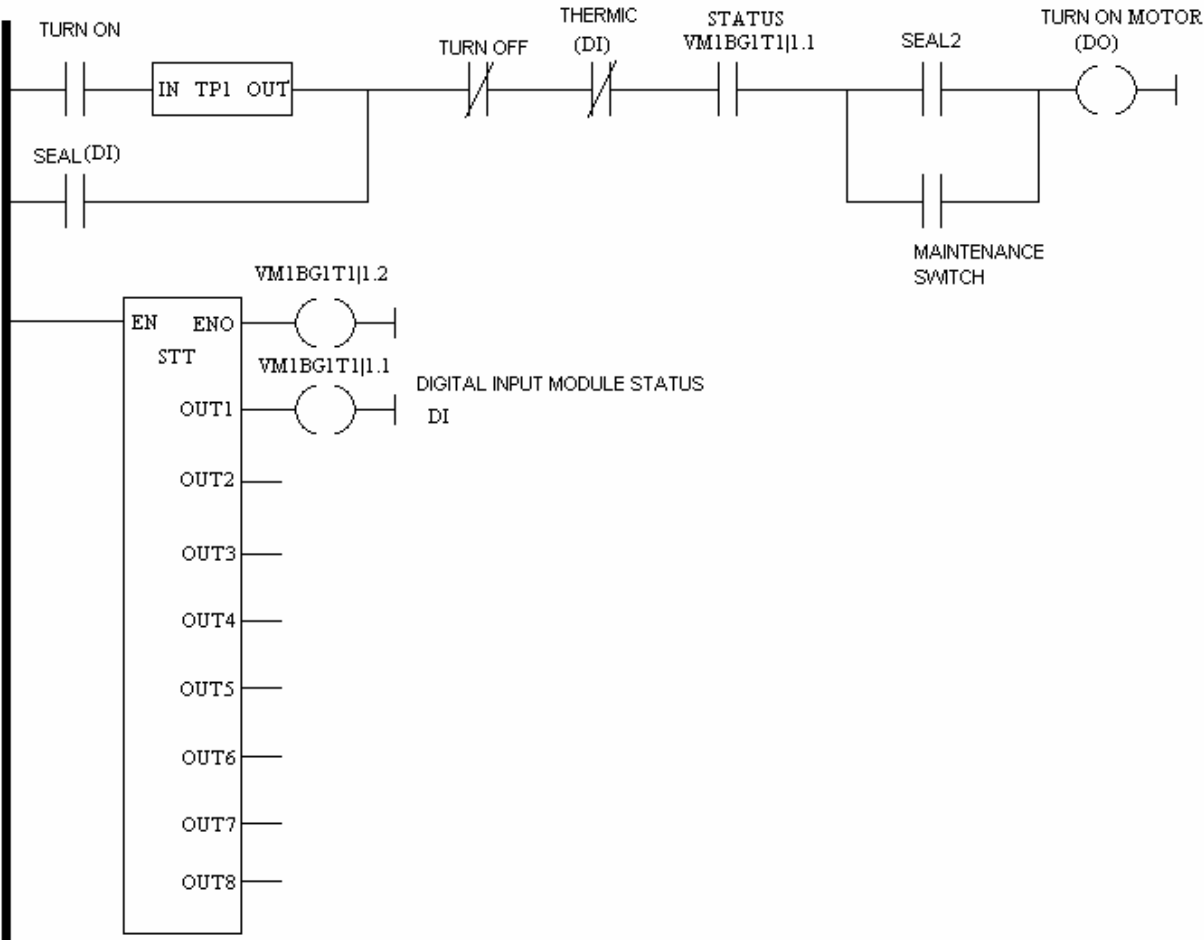 TURN ON
THERMIC
(DI)
STATUS
VM1BG1T1|1.1
TURN ON MOTOR
(DO)
TURN OFF
SEAL2
IN TP1 OUT
SEAL (DI)
MAINTENANCE
SWITCH
VM1BG1T1|1.2
EN ENO
STT
VM1BG1T1|1.1
DIGITAL INPUT MODULE STATUS
OUT1
DI
OUT2
OUT3
OUT4
OUT5
OUT6
OUT7
OUT8